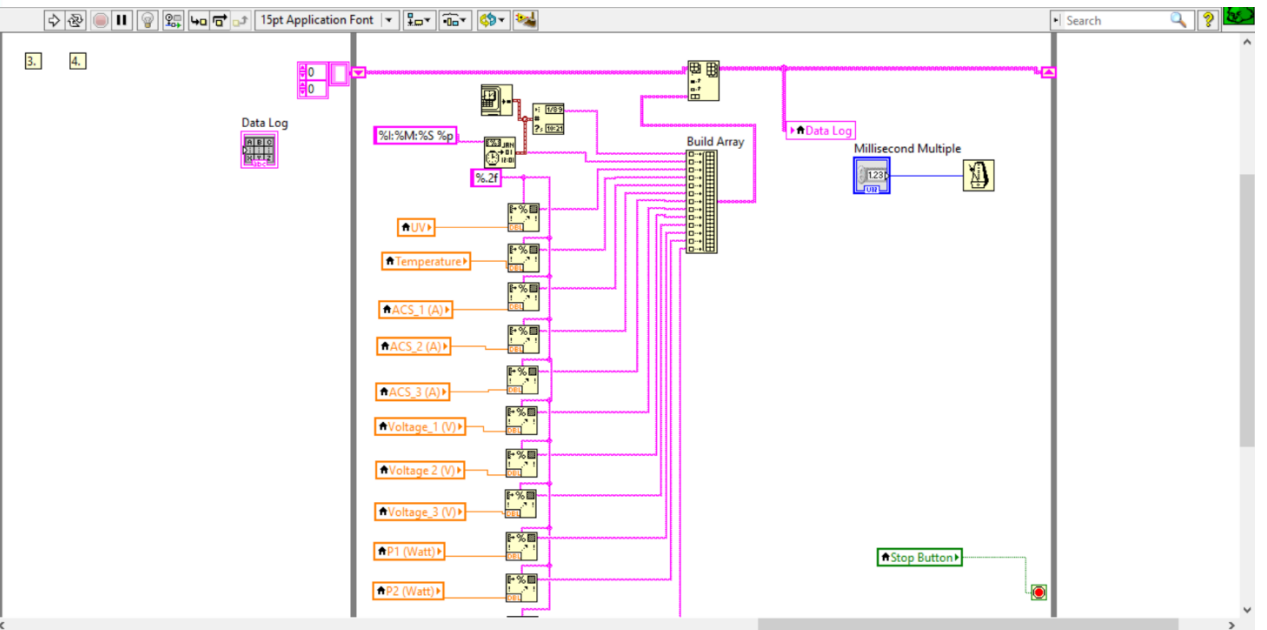 15pt Application Font
Search
3.
4.
0
0
Data Log
%I:%M:%S %p
%.2f
Build Array
Data Log
Millisecond Multiple
1.23
UV
Temperature
ACS_1 (A)
ACS_2 (A)
ACS_3 (A)
Voltage_1 (V)
Voltage 2 (V)
Voltage_3 (V)
P1 (Watt)
P2 (Watt)
Stop Button